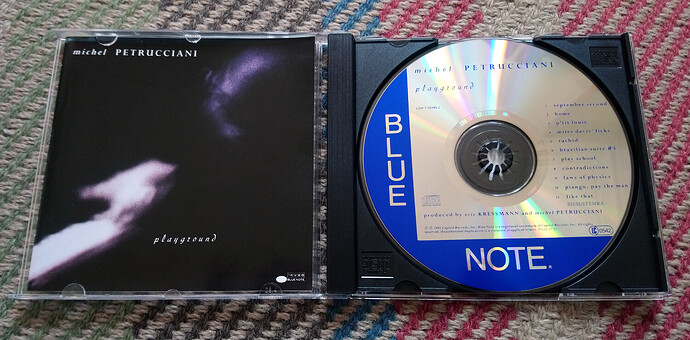 michel PETRUCCIANI
playground
BLUE NOTE
michel PETRUCCIANI
playground
september second
home
p'tit louis
miles davis' licks
rachid
brazilian suite #3
play school
contradictions
laws of physics
piango, pay the man
like that
produced by eric KRESSMANN and michel PETRUCCIANI
BLUE
NOTE